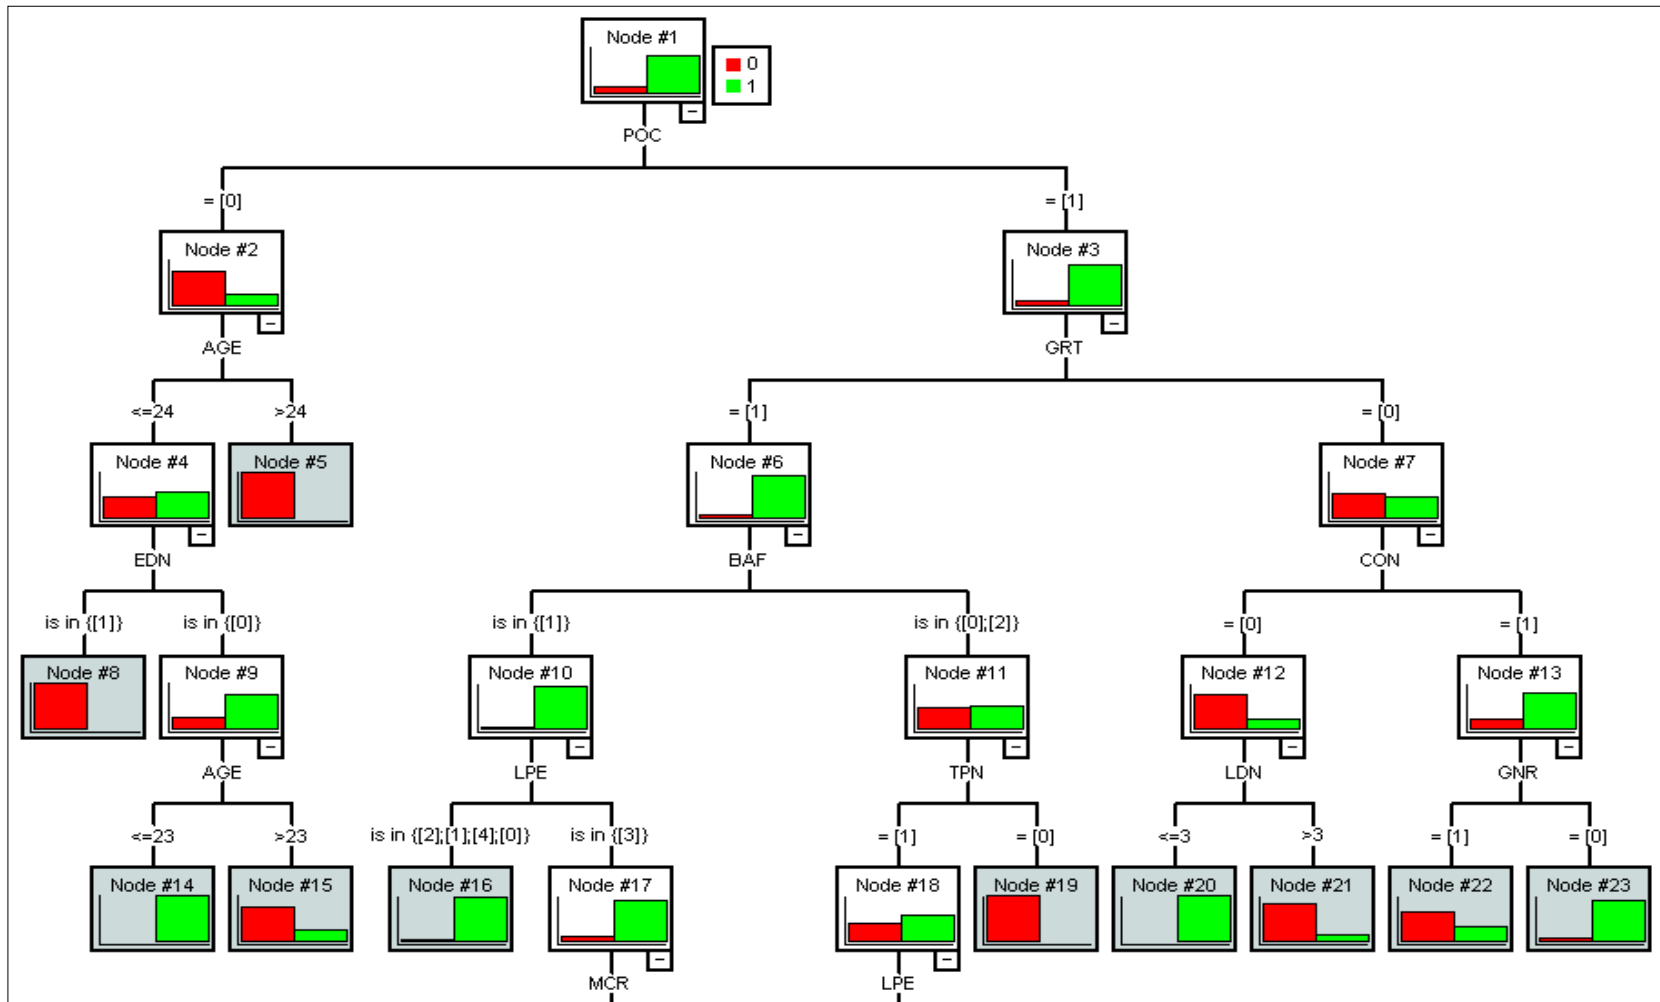 Node #1
0
1
−
POC
= [0]
= [1]
Node #2
Node #3
−
−
AGE
GRT
<=24
>24
= [1]
= [0]
Node #4
Node #5
Node #6
Node #7
−
−
−
EDN
BAF
CON
is in {[1]}
is in {[0]}
is in {[1]}
is in {[0];[2]}
= [0]
= [1]
Node #8
Node #9
Node #10
Node #11
Node #12
Node #13
−
−
−
−
−
AGE
LPE
TPN
LDN
GNR
<=23
>23
is in {[2];[1];[4];[0]}
is in {[3]}
= [1]
= [0]
<=3
>3
= [1]
= [0]
Node #14
Node #15
Node #16
Node #17
Node #18
Node #19
Node #20
Node #21
Node #22
Node #23
−
−
MCR
LPE